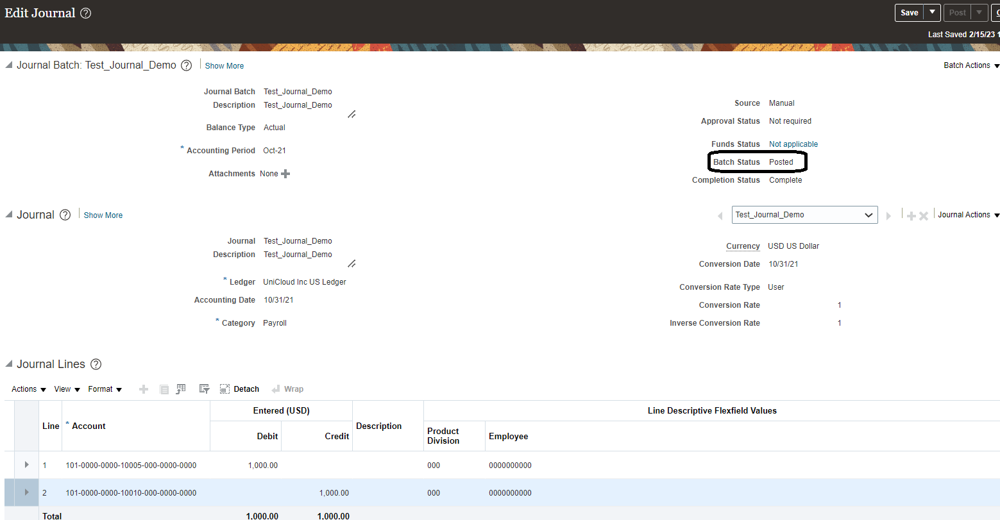 Edit Journal ?
Save Post
Last Saved 2/15/23
Journal Batch: Test_Journal_Demo ? Show More
Batch Actions
Journal Batch Test_Journal_Demo
Description Test_Journal_Demo
Balance Type Actual
* Accounting Period Oct-21
Attachments None
Source Manual
Approval Status Not required
Funds Status Not applicable
Batch Status Posted
Completion Status Complete
Journal ? Show More
Test_Journal_Demo
Journal Actions
Journal Test_Journal_Demo
Description Test_Journal_Demo
* Ledger UniCloud Inc US Ledger
Accounting Date 10/31/21
* Category Payroll
Currency USD US Dollar
Conversion Date 10/31/21
Conversion Rate Type User
Conversion Rate 1
Inverse Conversion Rate 1
Journal Lines ?
Actions View Format Detach Wrap
Entered (USD) Line Descriptive Flexfield Values
Line * Account Debit Credit Description Product Division Employee
1 101-0000-0000-10005-000-0000-0000 1,000.00 000 0000000000
2 101-0000-0000-10010-000-0000-0000 1,000.00 000 0000000000
Total 1,000.00 1,000.00